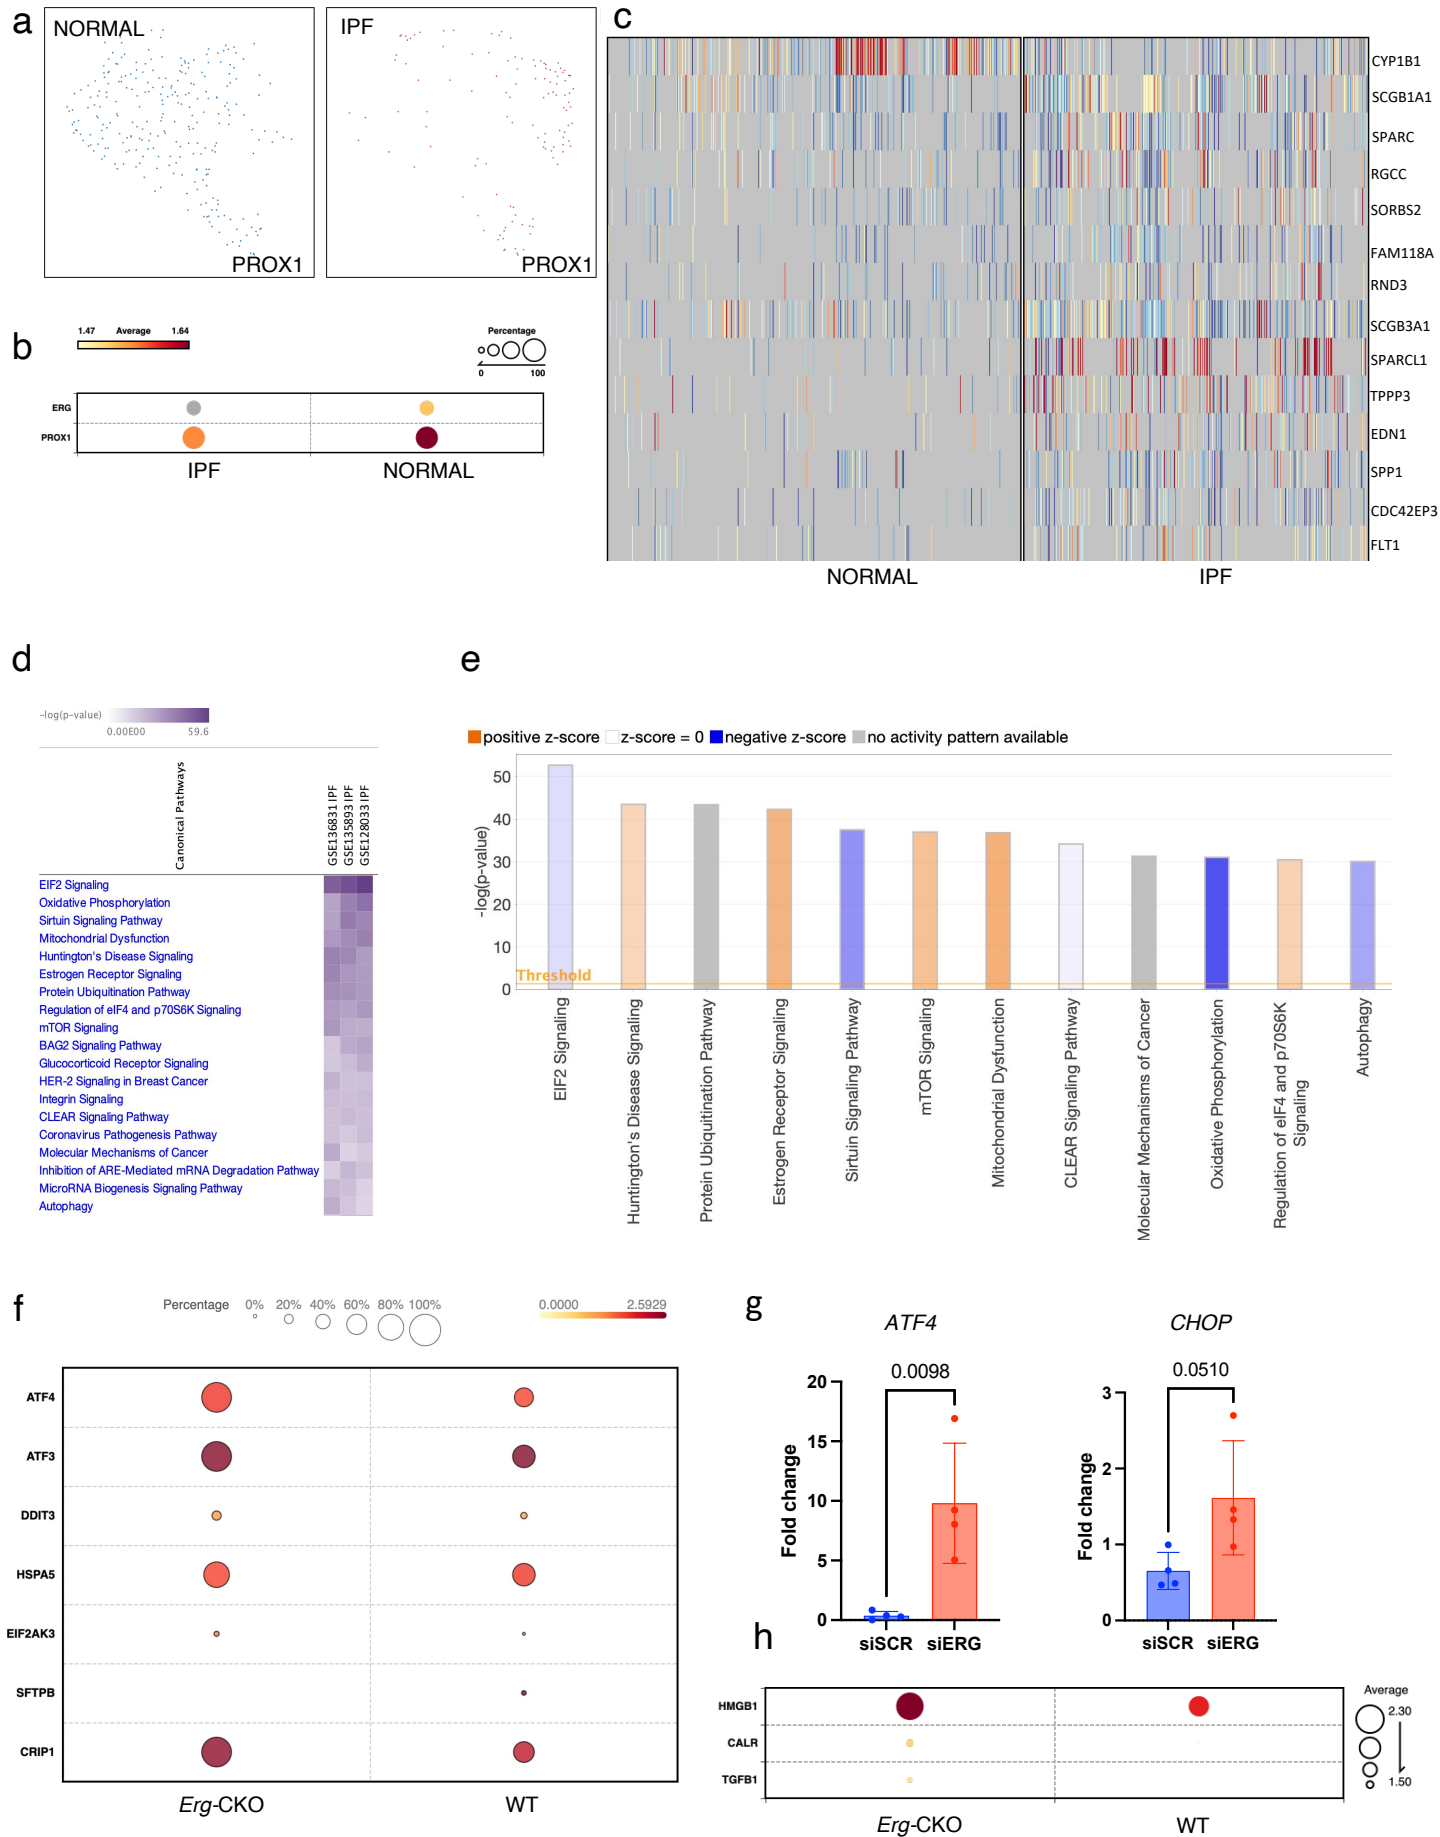 a
NORMAL
PROX1
IPF
PROX1
b
1.47 Average 1.64
Percentage
0 100
ERG
PROX1
IPF NORMAL
c
CYP1B1
SCGB1A1
SPARC
RGCC
SORBS2
FAM118A
RND3
SCGB3A1
SPARCL1
TPPP3
EDN1
SPP1
CDC42EP3
FLT1
NORMAL IPF
d
-log(p-value)
0.00E00 59.6
Canonical Pathways
GSE136831 IPF
GSE135893 IPF
GSE128033 IPF
EIF2 Signaling
Oxidative Phosphorylation
Sirtuin Signaling Pathway
Mitochondrial Dysfunction
Huntington's Disease Signaling
Estrogen Receptor Signaling
Protein Ubiquitination Pathway
Regulation of eIF4 and p70S6K Signaling
mTOR Signaling
BAG2 Signaling Pathway
Glucocorticoid Receptor Signaling
HER-2 Signaling in Breast Cancer
Integrin Signaling
CLEAR Signaling Pathway
Coronavirus Pathogenesis Pathway
Molecular Mechanisms of Cancer
Inhibition of ARE-Mediated mRNA Degradation Pathway
MicroRNA Biogenesis Signaling Pathway
Autophagy
e
positive z-score z-score = 0 negative z-score no activity pattern available
-log(p-value)
50
40
30
20
10
0
Threshold
EIF2 Signaling
Huntington's Disease Signaling
Protein Ubiquitination Pathway
Estrogen Receptor Signaling
Sirtuin Signaling Pathway
mTOR Signaling
Mitochondrial Dysfunction
CLEAR Signaling Pathway
Molecular Mechanisms of Cancer
Oxidative Phosphorylation
Regulation of eIF4 and p70S6K
Signaling
Autophagy
f
Percentage 0% 20% 40% 60% 80% 100%
0.0000 2.5929
ATF4
ATF3
DDIT3
HSPA5
EIF2AK3
SFTPB
CRIP1
Erg-CKO WT
g
ATF4
0.0098
Fold change
20
15
10
5
0
siSCR siERG
CHOP
0.0510
Fold change
3
2
1
0
siSCR siERG
h
HMGB1
CALR
TGFB1
Erg-CKO WT
Average
2.30
1.50